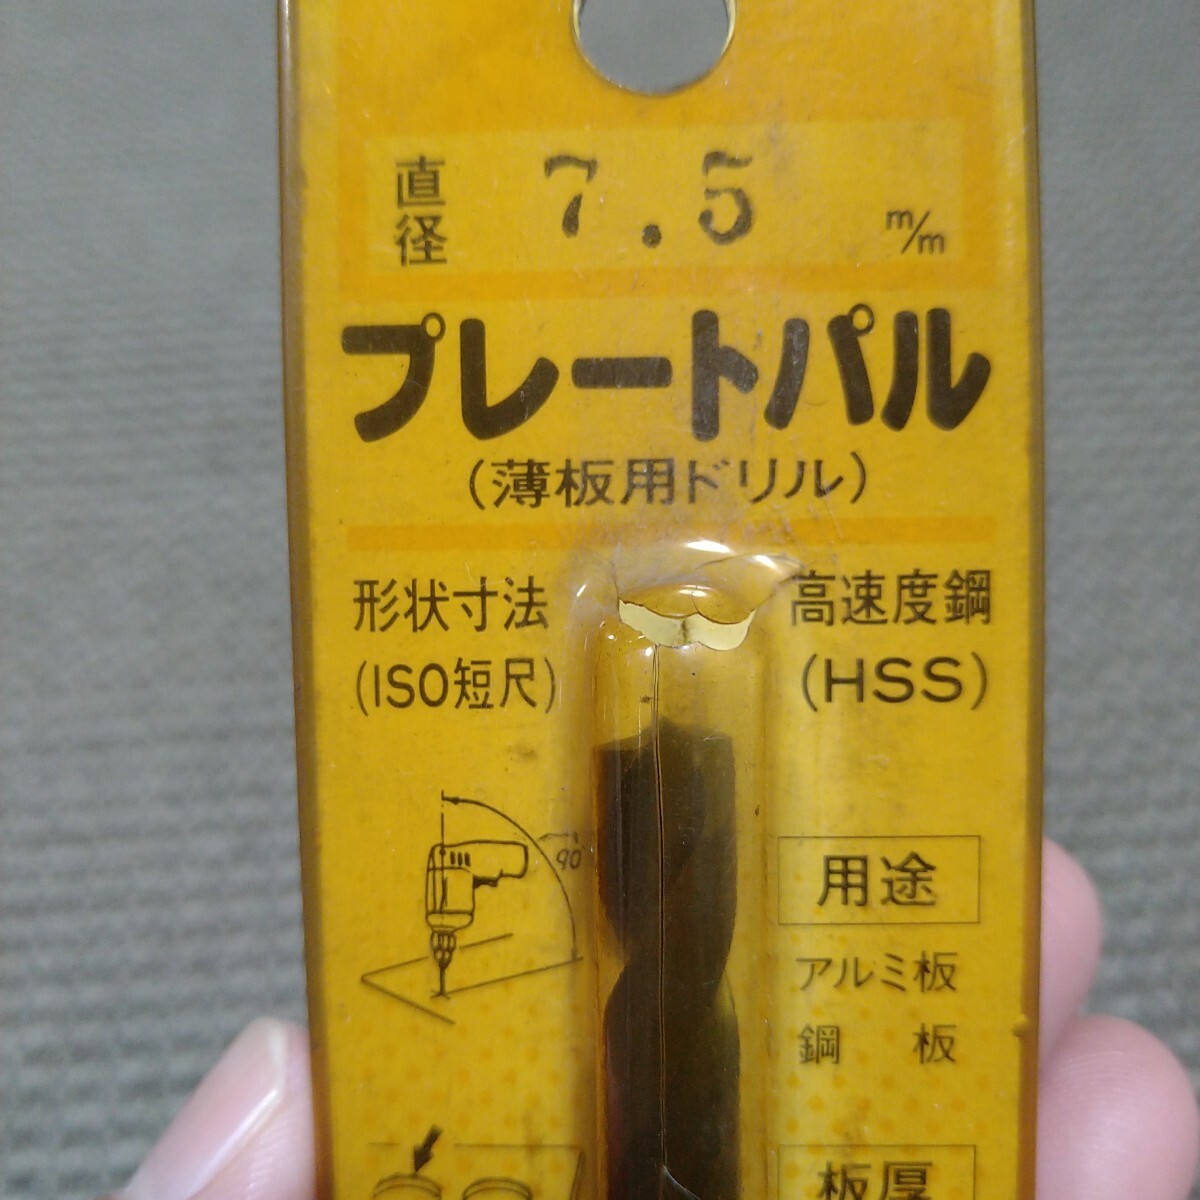 直径 7.5 m/m
プレートパル
(薄板用ドリル)
形状寸法
(ISO短尺)
高速度鋼
(HSS)
90
用途
アルミ板
鋼板
板厚